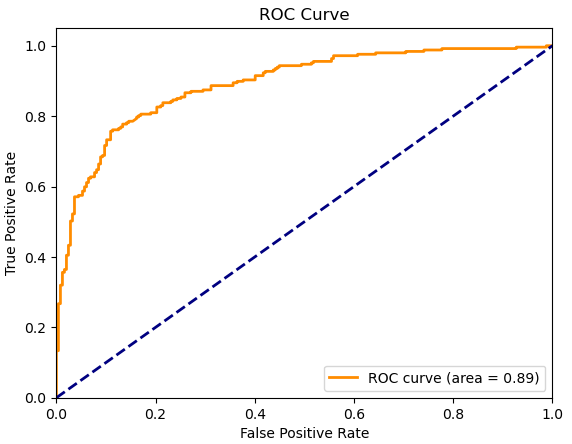 ROC Curve
1.0
0.8
0.6
0.4
0.2
0.0
True Positive Rate
ROC curve (area = 0.89)
0.0 0.2 0.4 0.6 0.8 1.0
False Positive Rate